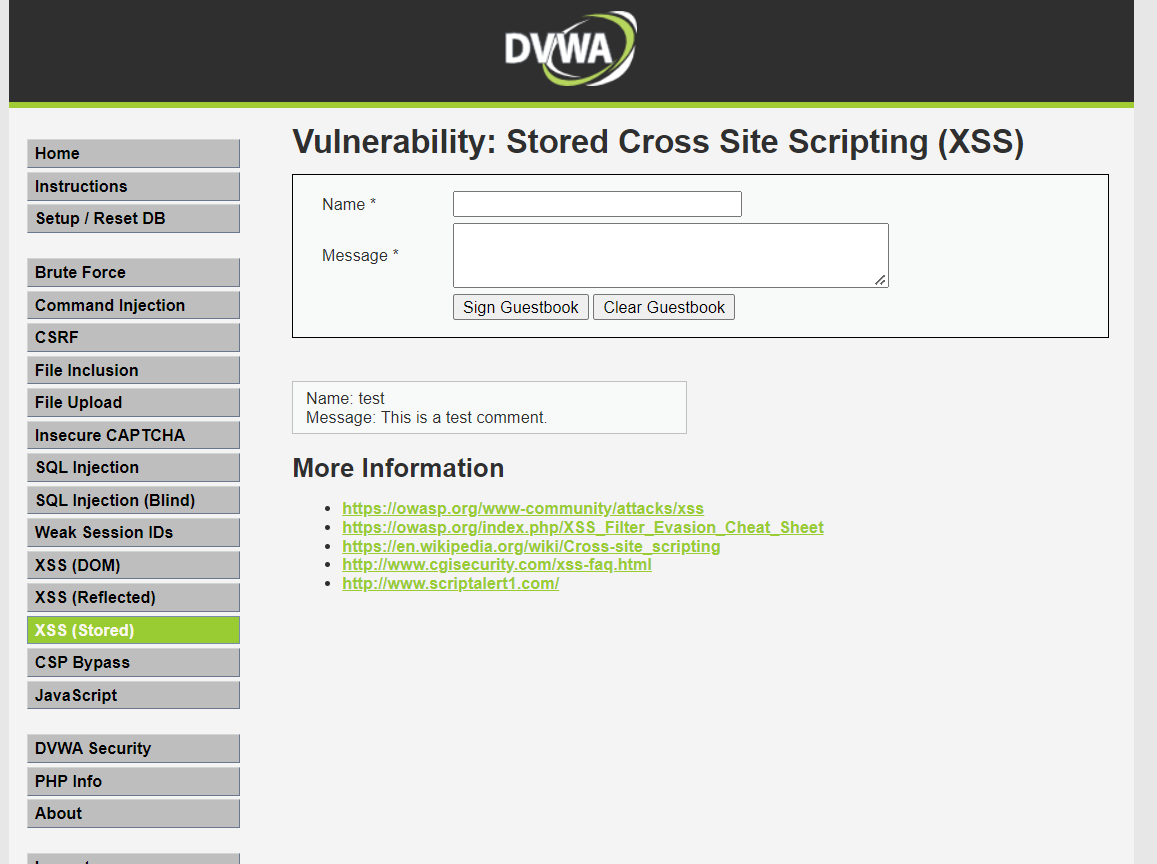 DVWA
Vulnerability: Stored Cross Site Scripting (XSS)
Home
Instructions
Setup / Reset DB
Brute Force
Command Injection
CSRF
File Inclusion
File Upload
Insecure CAPTCHA
SQL Injection
SQL Injection (Blind)
Weak Session IDs
XSS (DOM)
XSS (Reflected)
XSS (Stored)
CSP Bypass
JavaScript
DVWA Security
PHP Info
About
Name *
Message *
Sign Guestbook Clear Guestbook
Name: test
Message: This is a test comment.
More Information
https://owasp.org/www-community/attacks/xss
https://owasp.org/index.php/XSS_Filter_Evasion_Cheat_Sheet
https://en.wikipedia.org/wiki/Cross-site_scripting
http://www.cgisecurity.com/xss-faq.html
http://www.scriptalert1.com/